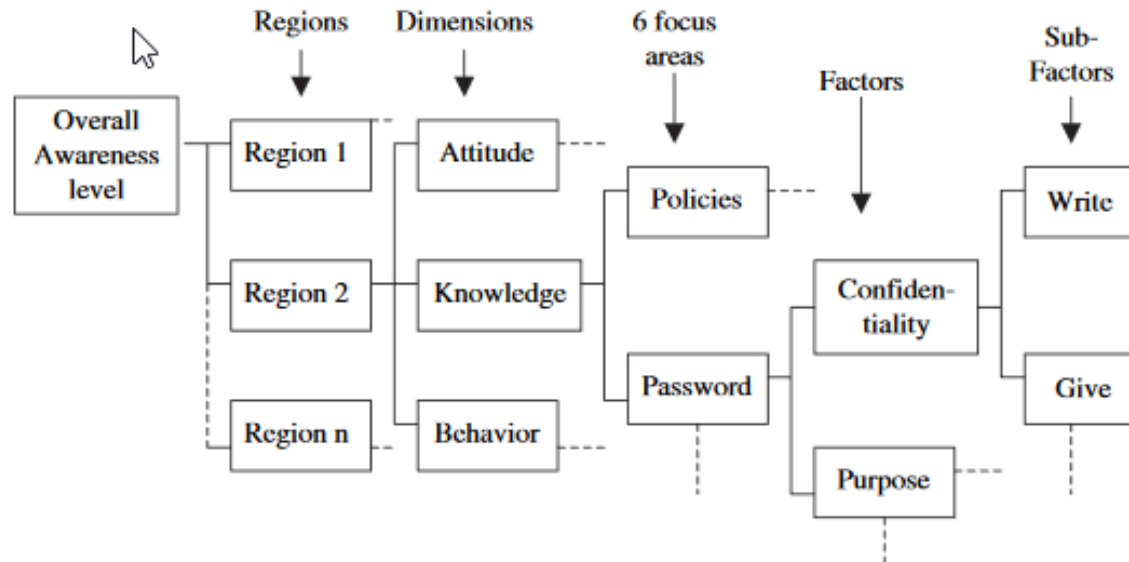 Regions
Dimensions
6 focus
areas
Factors
Sub-
Factors
Overall
Awareness
level
Region 1
Region 2
Region n
Attitude
Knowledge
Behavior
Policies
Password
Confiden-
tiality
Purpose
Write
Give